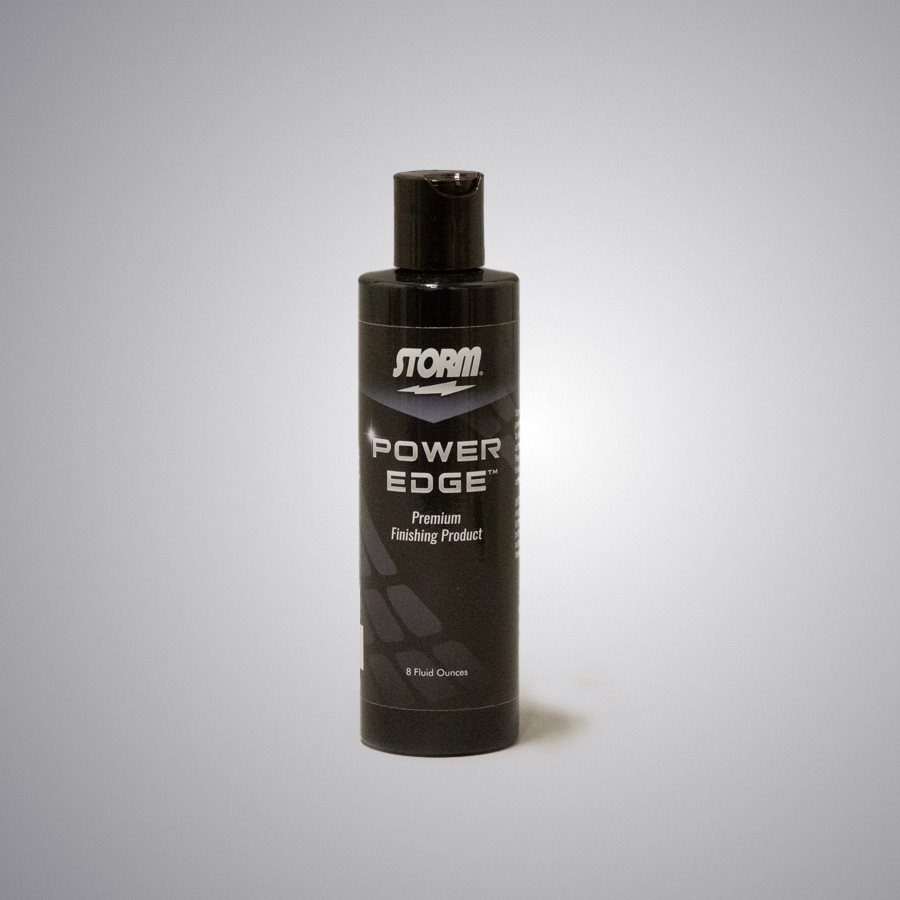 STORM®
POWER
EDGE™
Premium
Finishing Product
8 Fluid Ounces